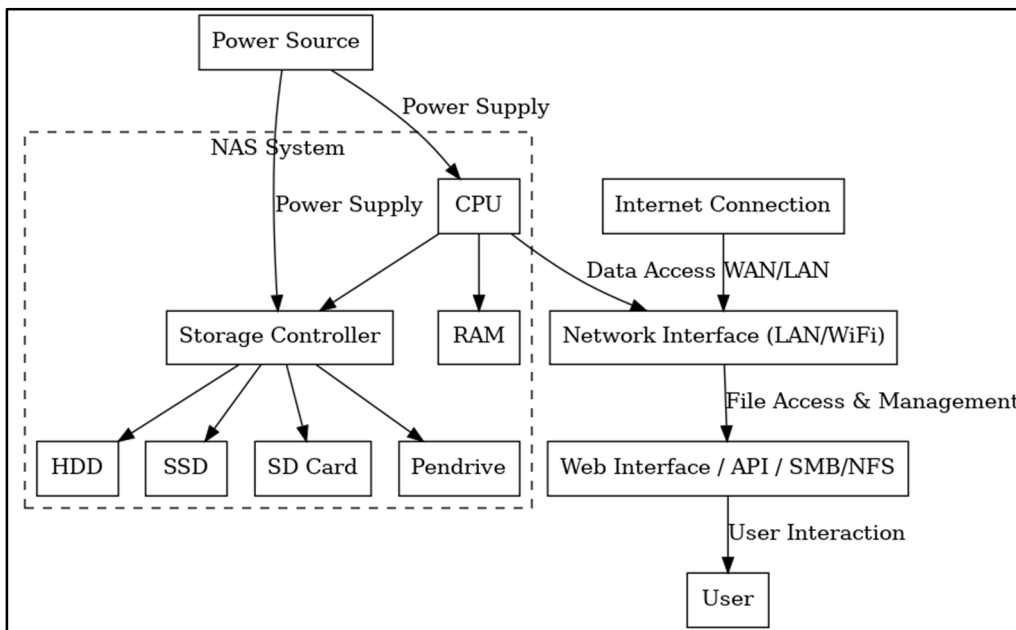 Power Source
Power Supply
NAS System
Power Supply
CPU
Internet Connection
Data Access
WAN/LAN
Storage Controller
RAM
Network Interface (LAN/WiFi)
File Access & Management
HDD
SSD
SD Card
Pendrive
Web Interface / API / SMB/NFS
User Interaction
User